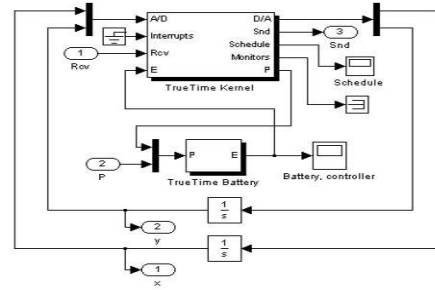 A/D
D/A
Interrupts
Snd
3
Snd
1
Rcv
Rcv
Schedule
Monitors
E
P
Schedule
TrueTime Kernel
2
P
P
E
TrueTime Battery
Battery, controller
1
s
2
y
1
s
1
x